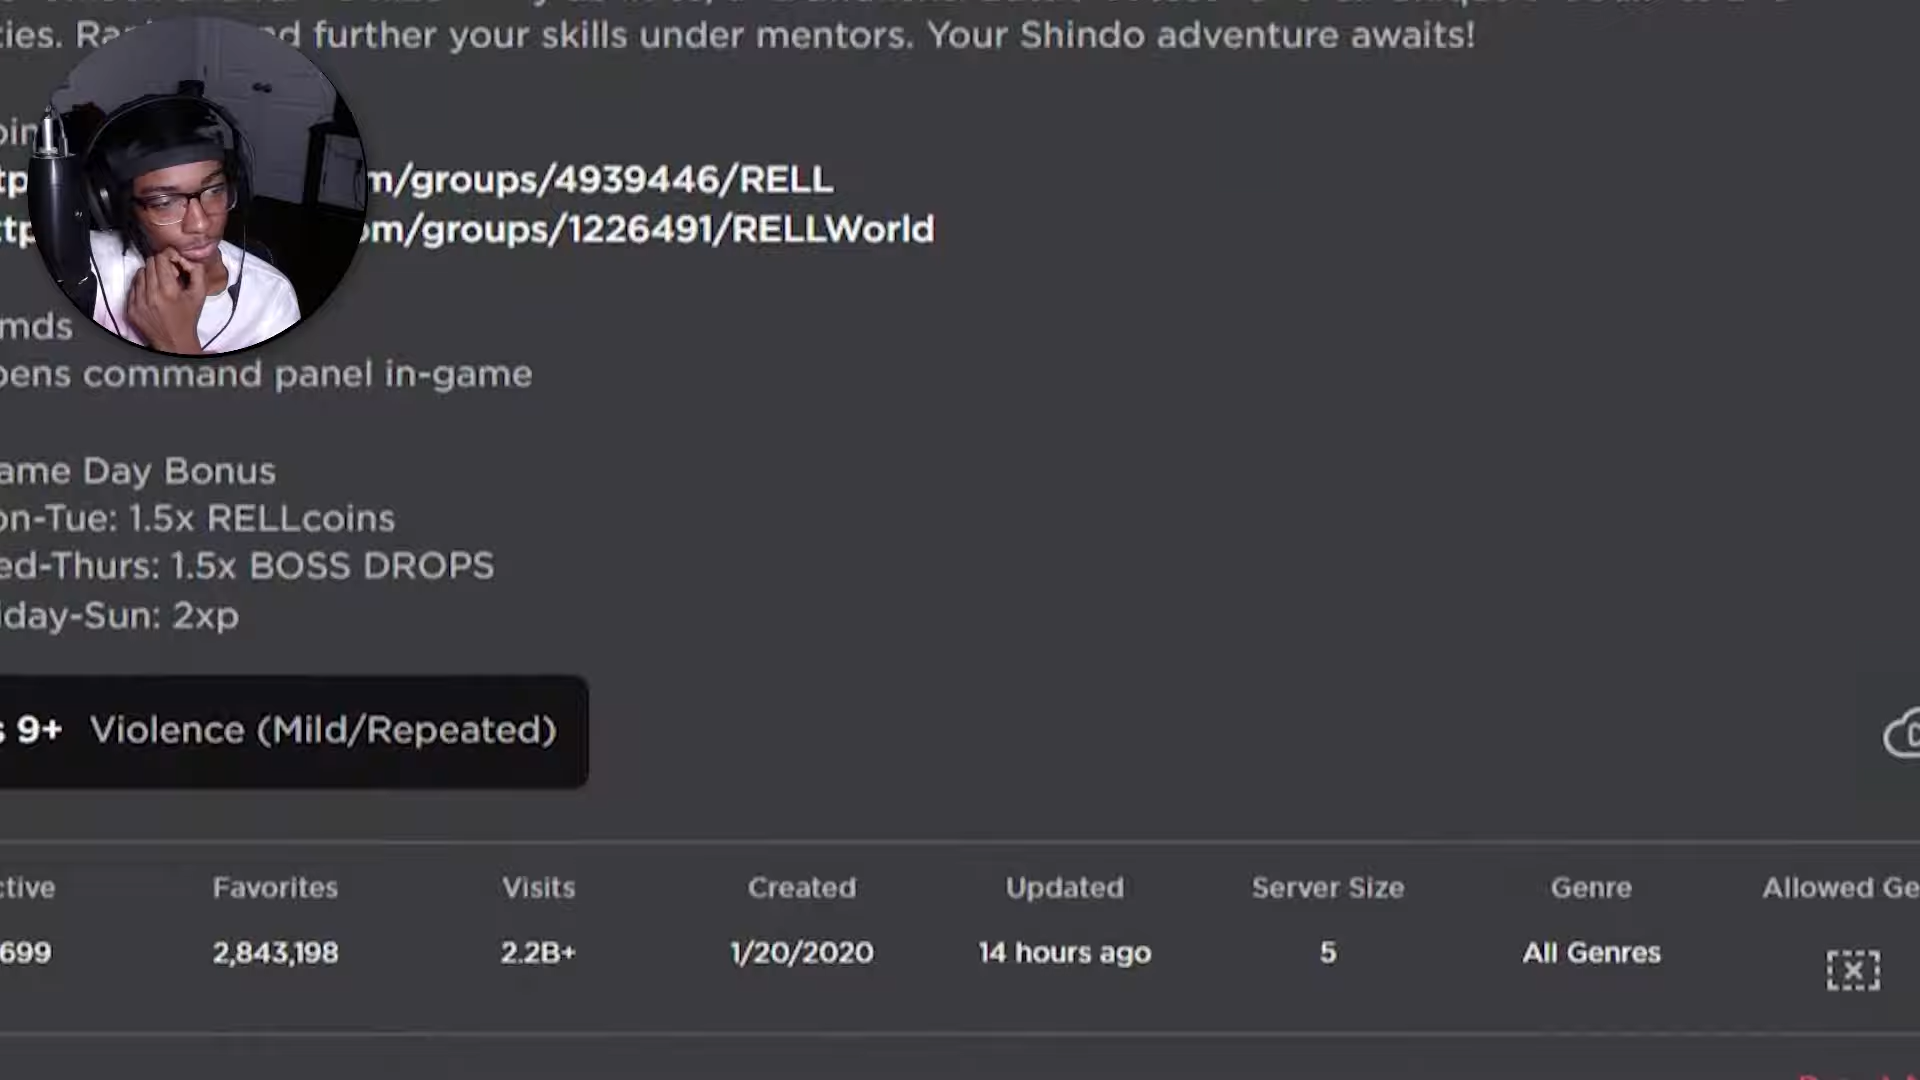 further your skills under mentors. Your Shindo adventure awaits!
m/groups/4939446/RELL
om/groups/1226491/RELLWorld
mds
pens command panel in-game
ame Day Bonus
on-Tue: 1.5x RELLcoins
ed-Thurs: 1.5x BOSS DROPS
iday-Sun: 2xp
s 9+ Violence (Mild/Repeated)
ctive Favorites Visits Created Updated Server Size Genre Allowed Ge
699 2,843,198 2.2B+ 1/20/2020 14 hours ago 5 All Genres